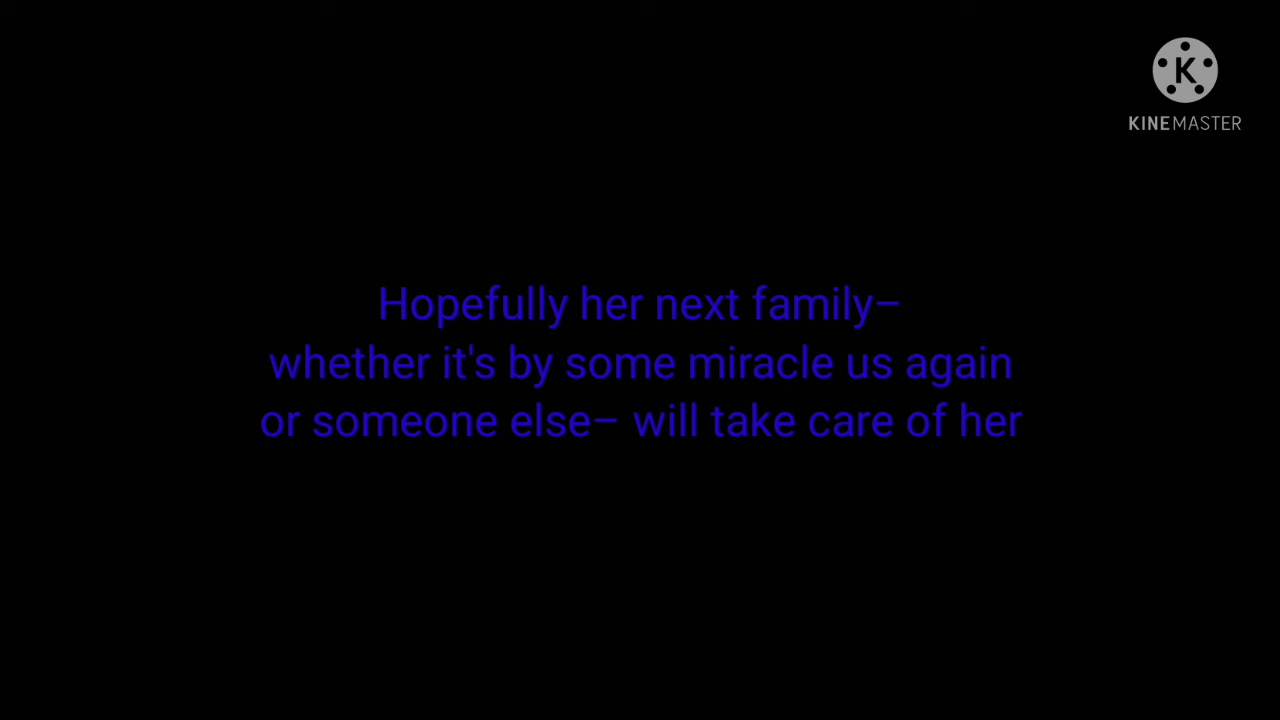 K
KINEMASTER
Hopefully her next family–
whether it's by some miracle us again
or someone else– will take care of her